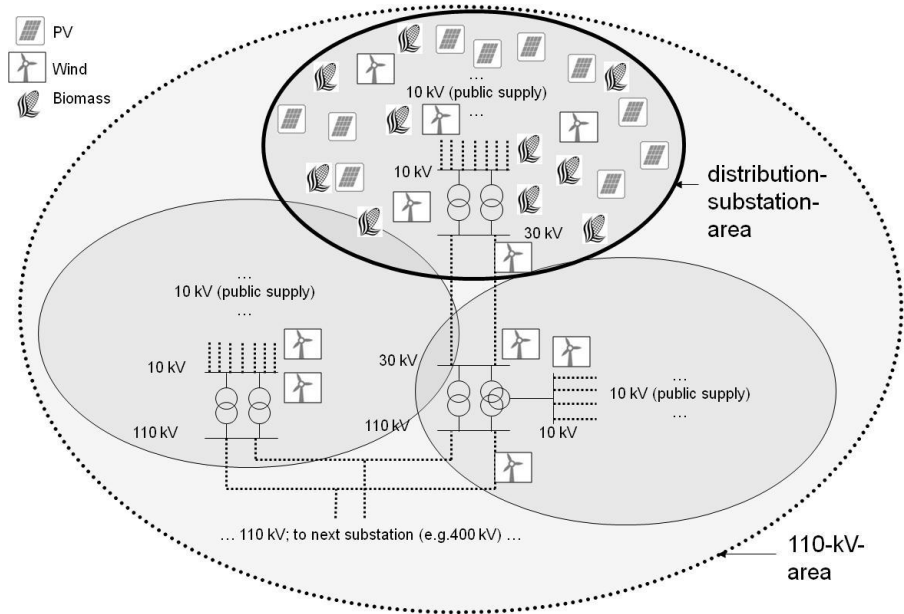 PV
Wind
Biomass
...
10 kV (public supply)
...
10 kV
30 kV
distribution-
substation-
area
...
10 kV (public supply)
...
10 kV
110 kV
30 kV
110 kV
...
10 kV (public supply)
...
10 kV
... 110 kV; to next substation (e.g.400 kV) ...
110-kV-
area